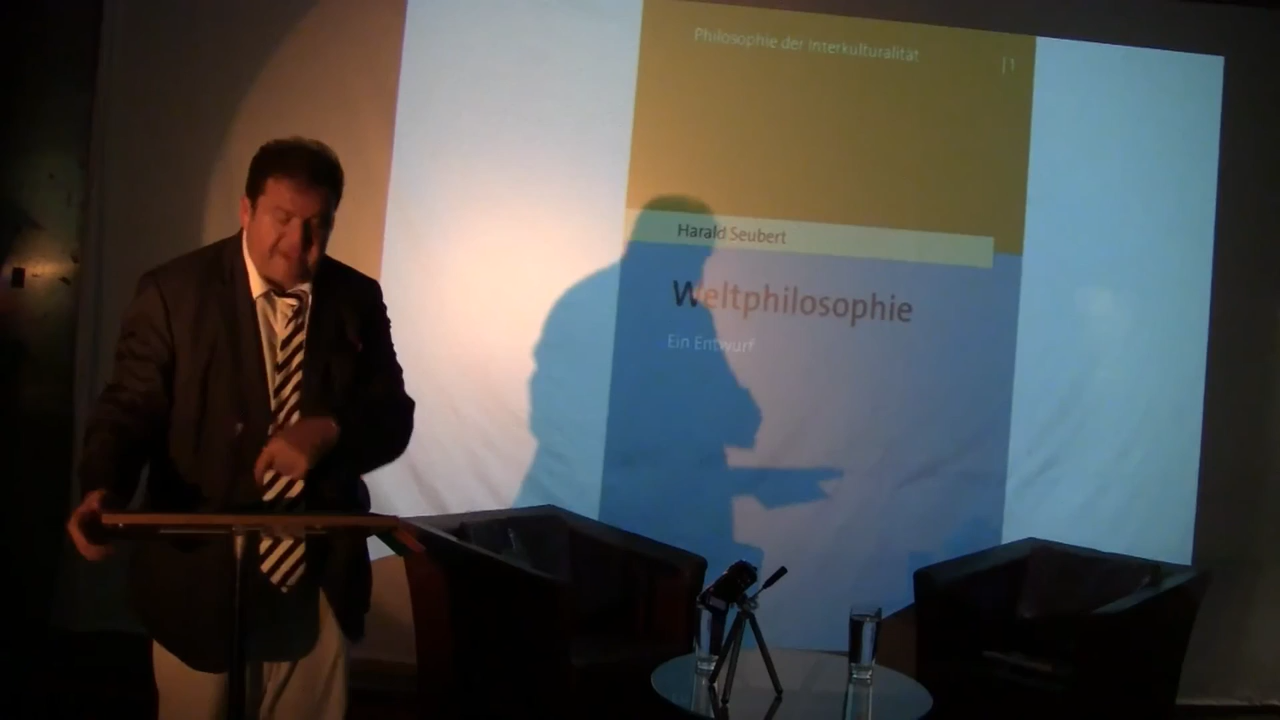 Philosophie der Interkulturalität
| 1
Harald Seubert
Weltphilosophie
Ein Entwurf